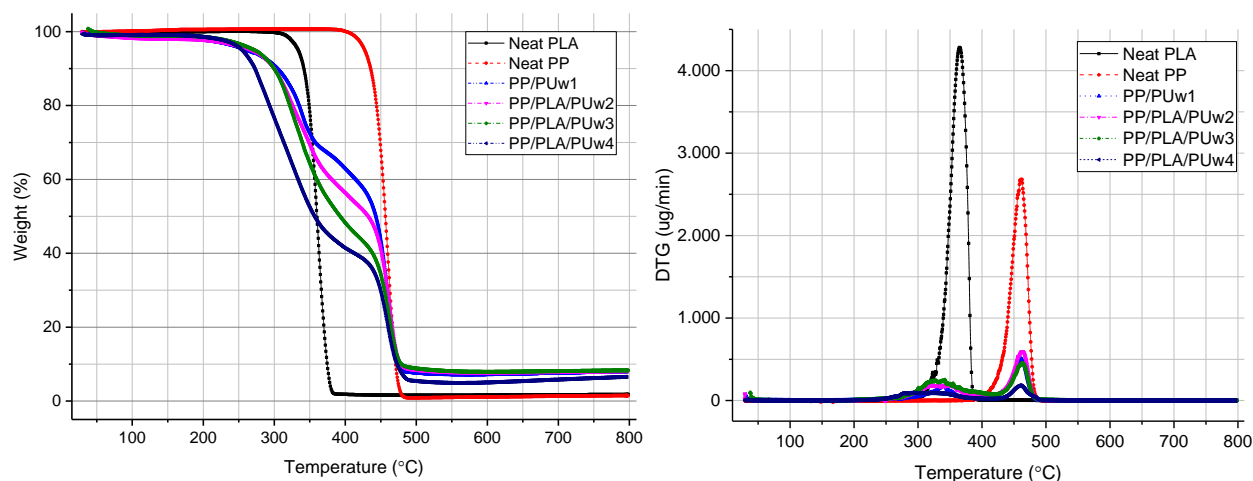 100
80
60
40
20
0
Weight (%)
100
200
300
400
500
600
700
800
Temperature (°C)
Neat PLA
Neat PP
PP/PUw1
PP/PLA/PUw2
PP/PLA/PUw3
PP/PLA/PUw4
4.000
3.000
2.000
1.000
0
DTG (ug/min)
100
200
300
400
500
600
700
800
Temperature (°C)
Neat PLA
Neat PP
PP/PUw1
PP/PLA/PUw2
PP/PLA/PUw3
PP/PLA/PUw4